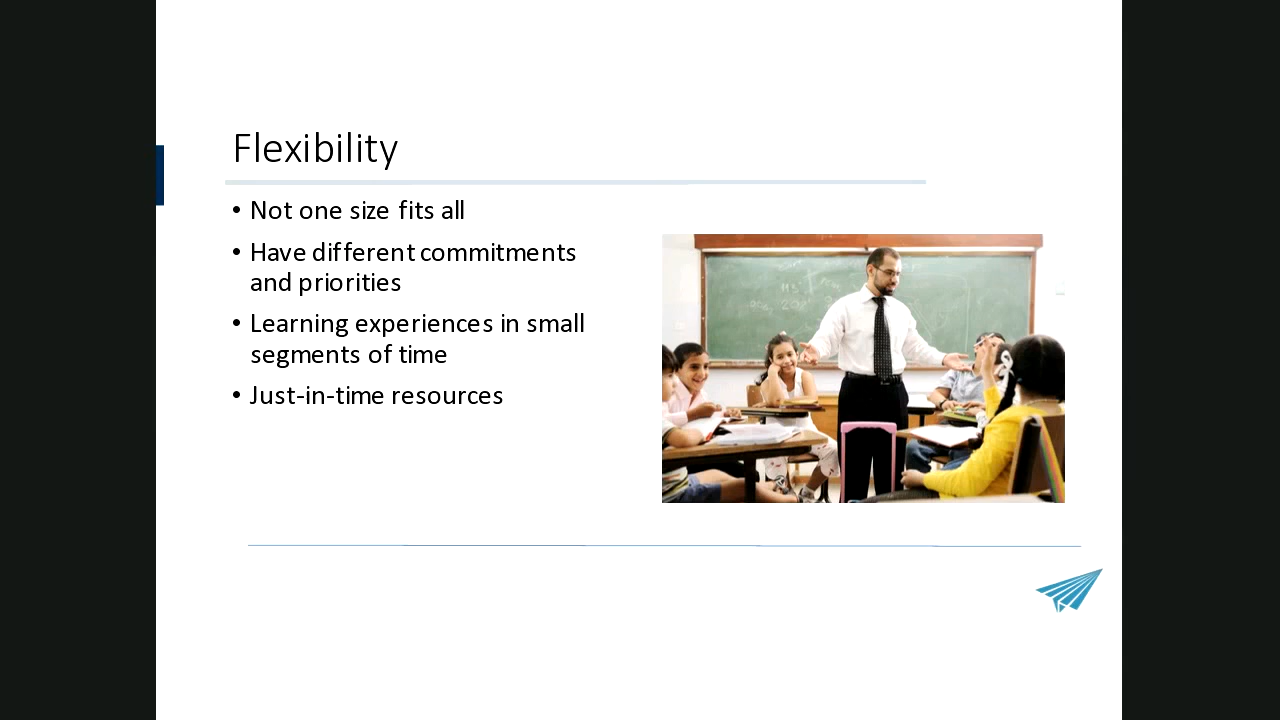 Flexibility
• Not one size fits all
• Have different commitments
and priorities
• Learning experiences in small
segments of time
• Just-in-time resources